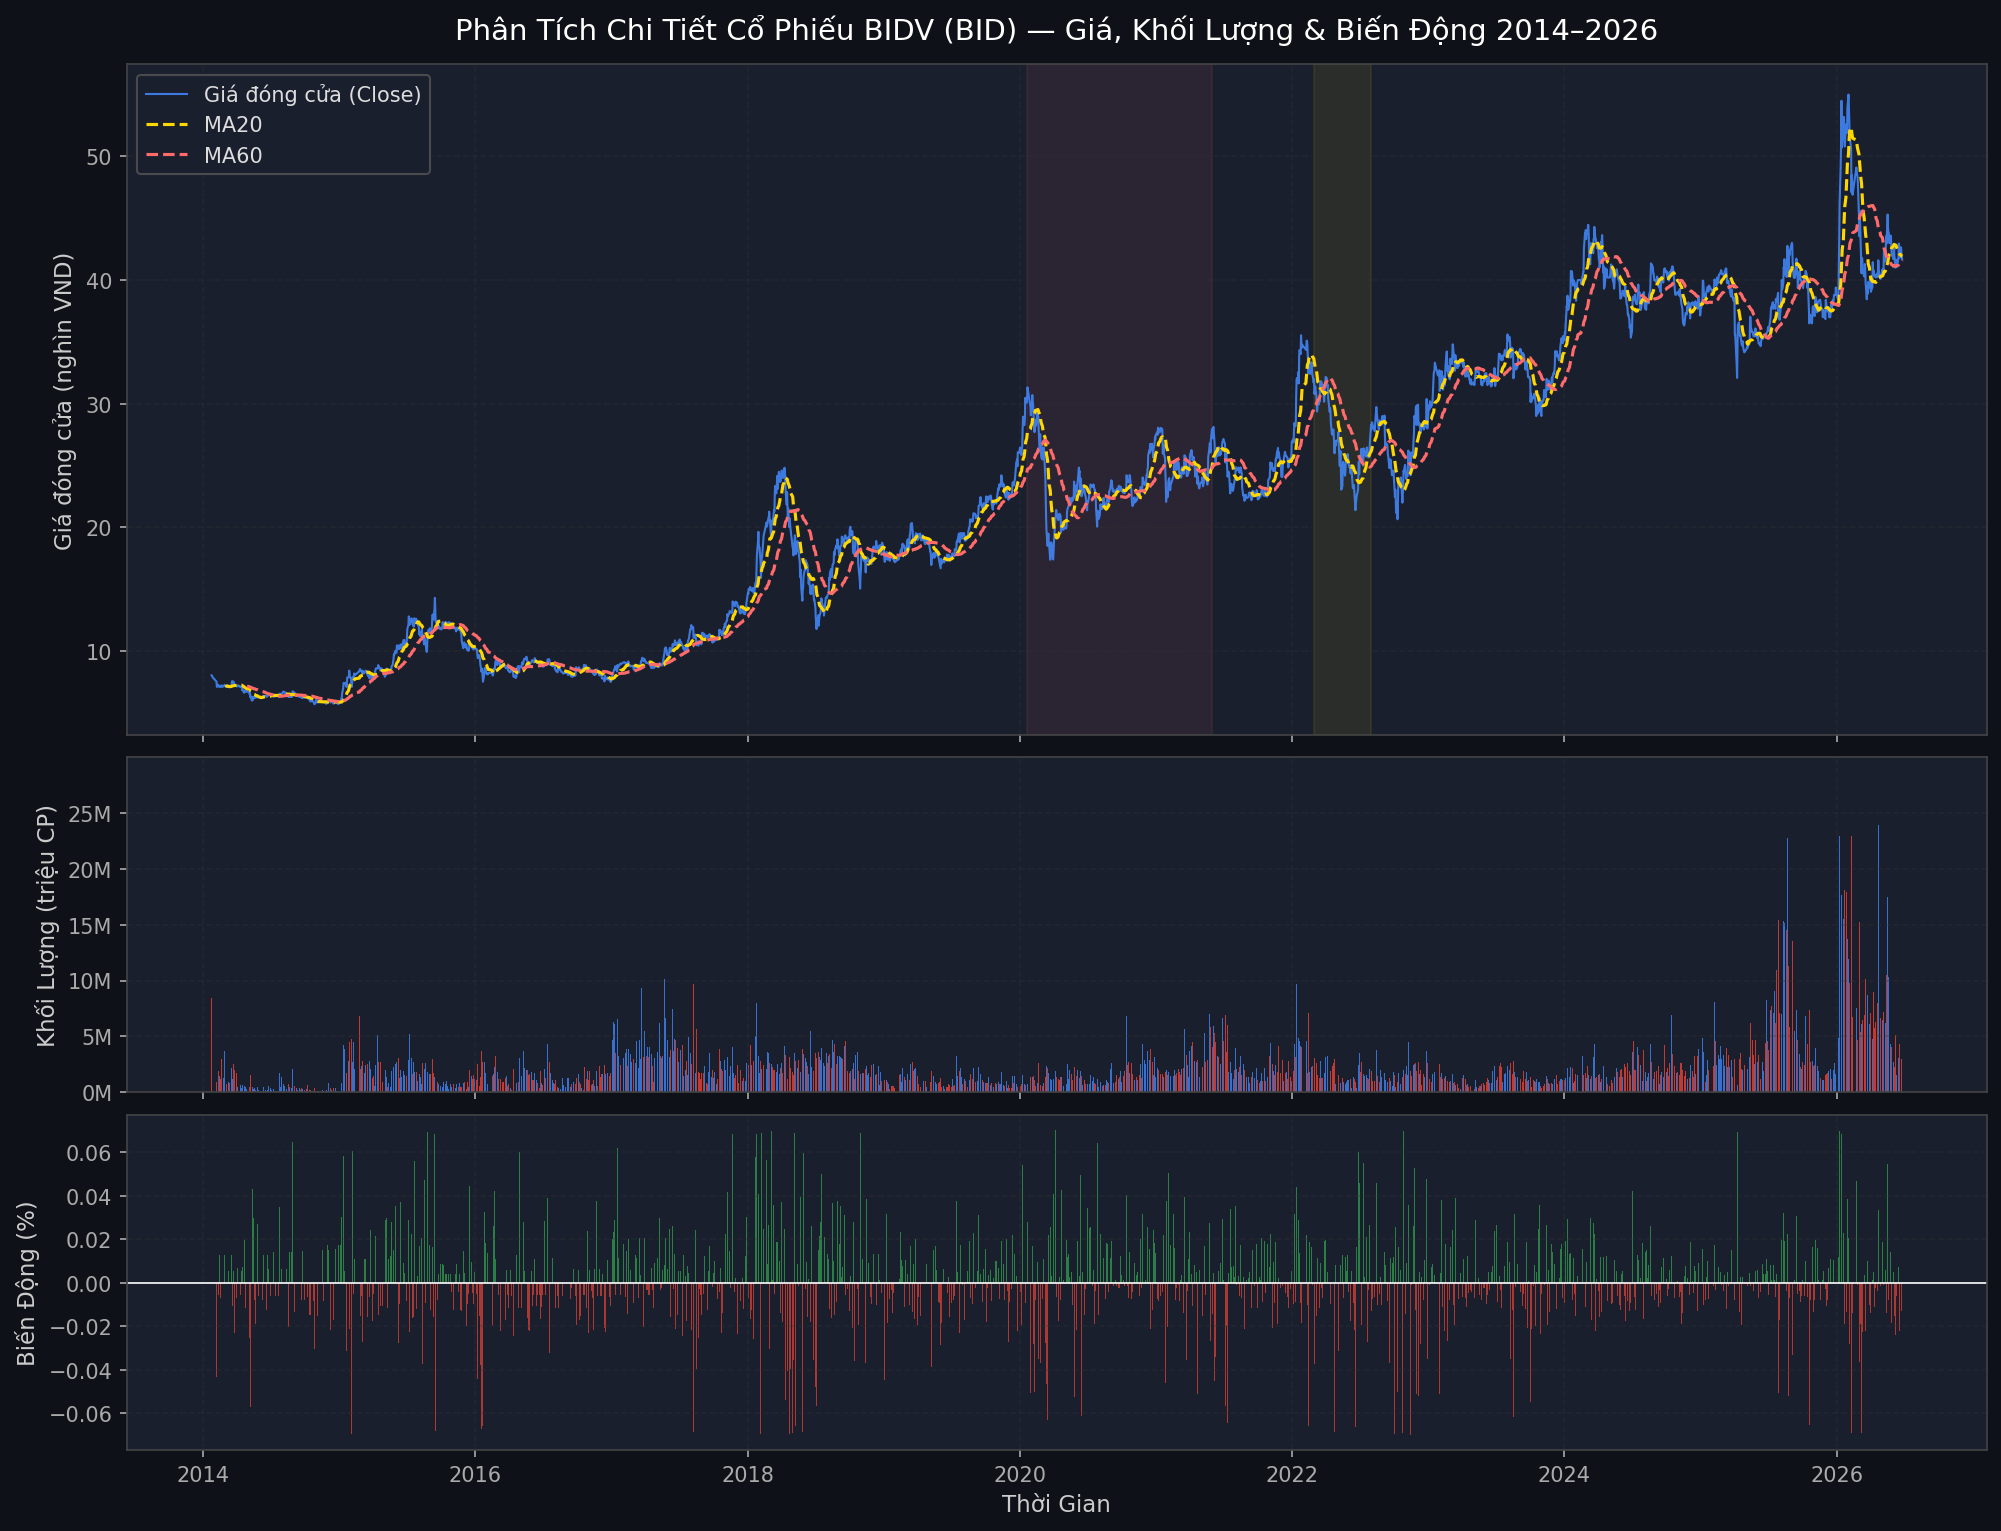 Phân Tích Chi Tiết Cổ Phiếu BIDV (BID) — Giá, Khối Lượng & Biến Động 2014–2026
Giá đóng cửa (Close)
MA20
MA60
Giá đóng cửa (nghìn VND)
50
40
30
20
10
Khối Lượng (triệu CP)
25M
20M
15M
10M
5M
0M
Biến Động (%)
0.06
0.04
0.02
0.00
−0.02
−0.04
−0.06
2014 2016 2018 2020 2022 2024 2026
Thời Gian